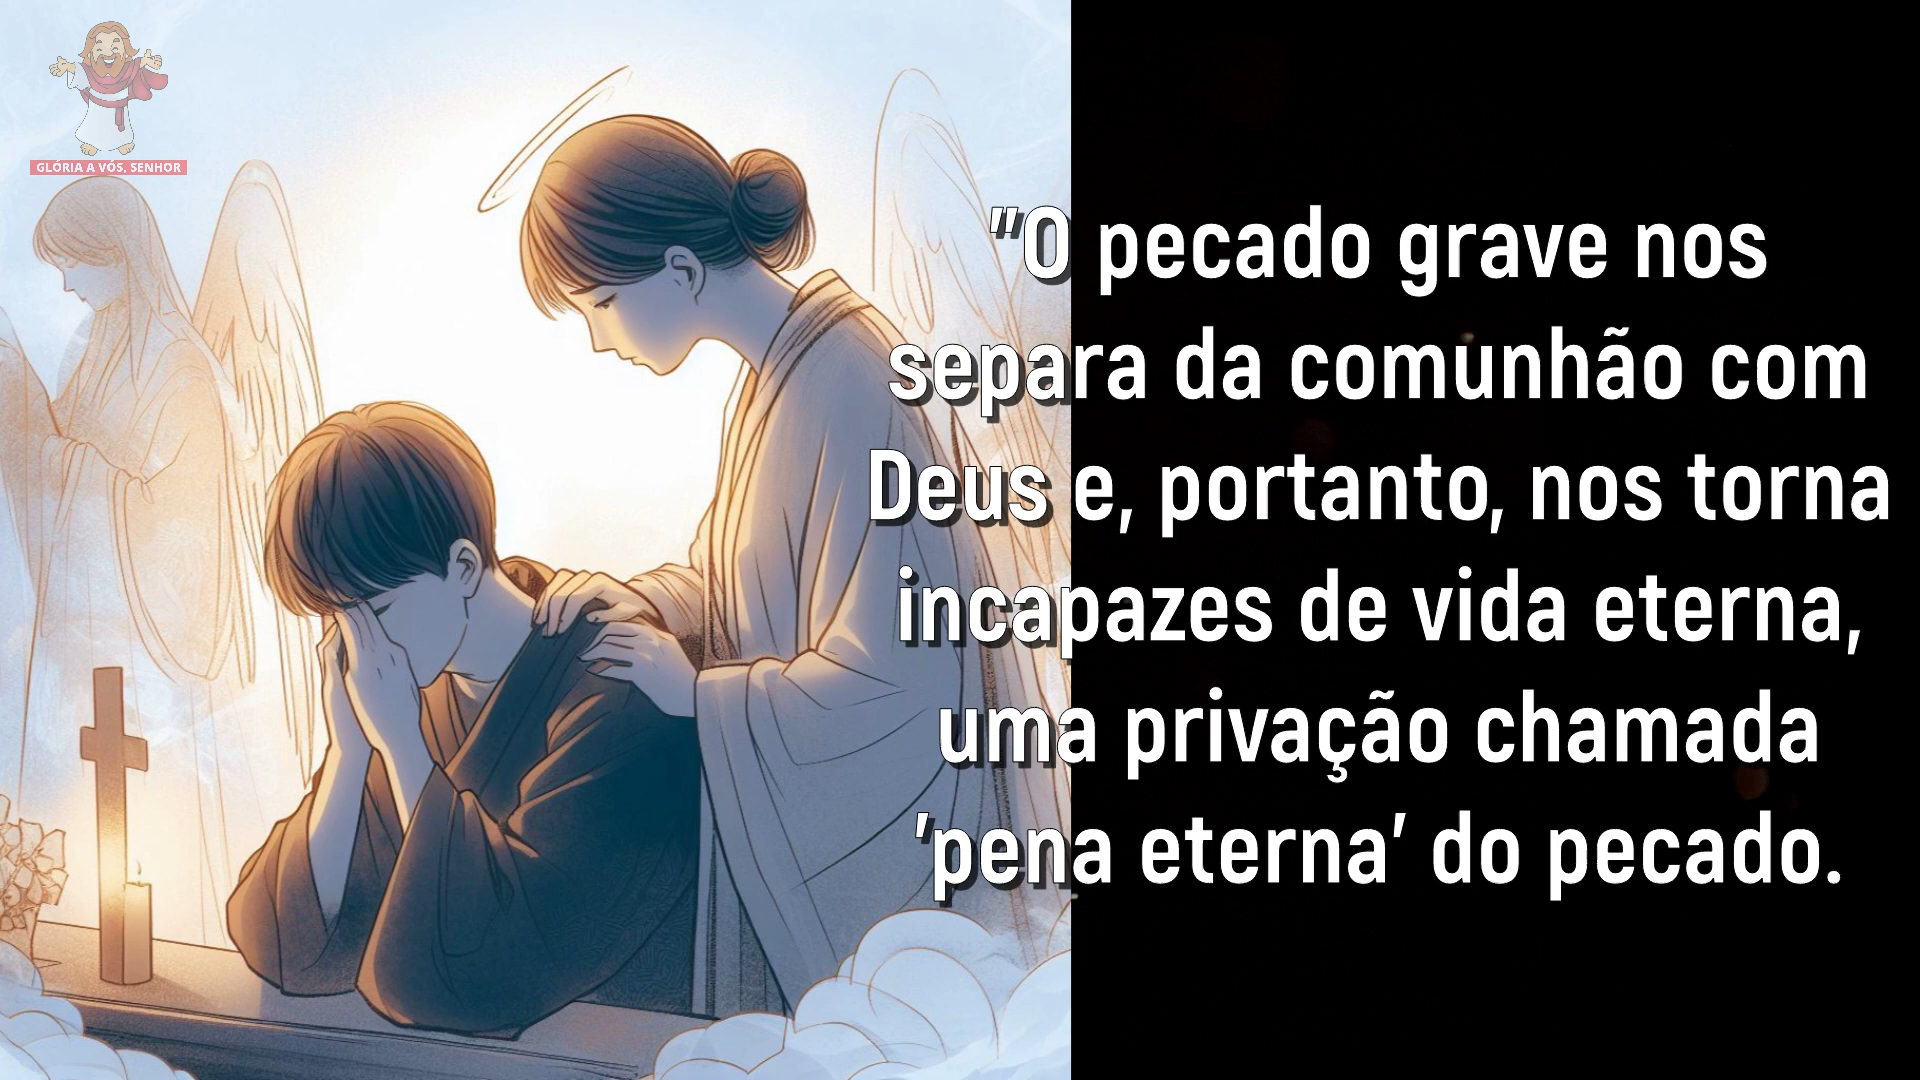 GLÓRIA A VÓS, SENHOR
"O pecado grave nos
separa da comunhão com
Deus e, portanto, nos torna
incapazes de vida eterna,
uma privação chamada
'pena eterna' do pecado.